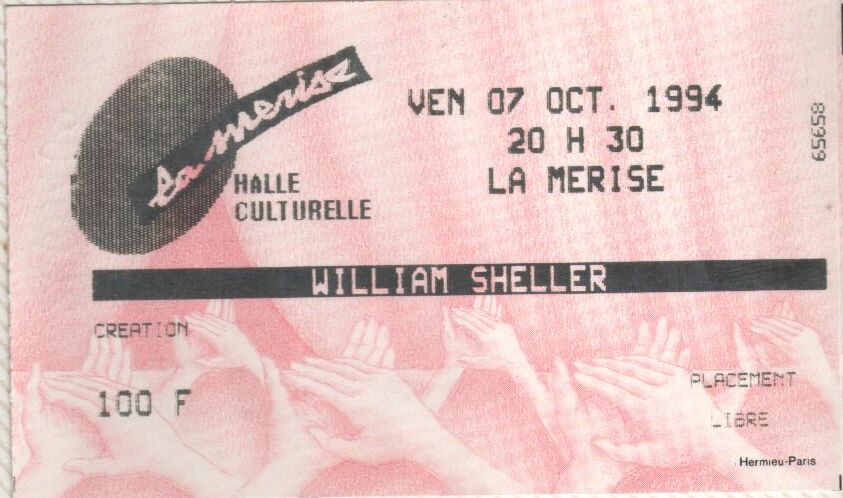 la merise
HALLE
CULTURELLE
VEN 07 OCT. 1994
20 H 30
LA MERISE
65658
WILLIAM SHELLER
CREATION
100 F
PLACEMENT
LIBRE
Hermieu-Paris